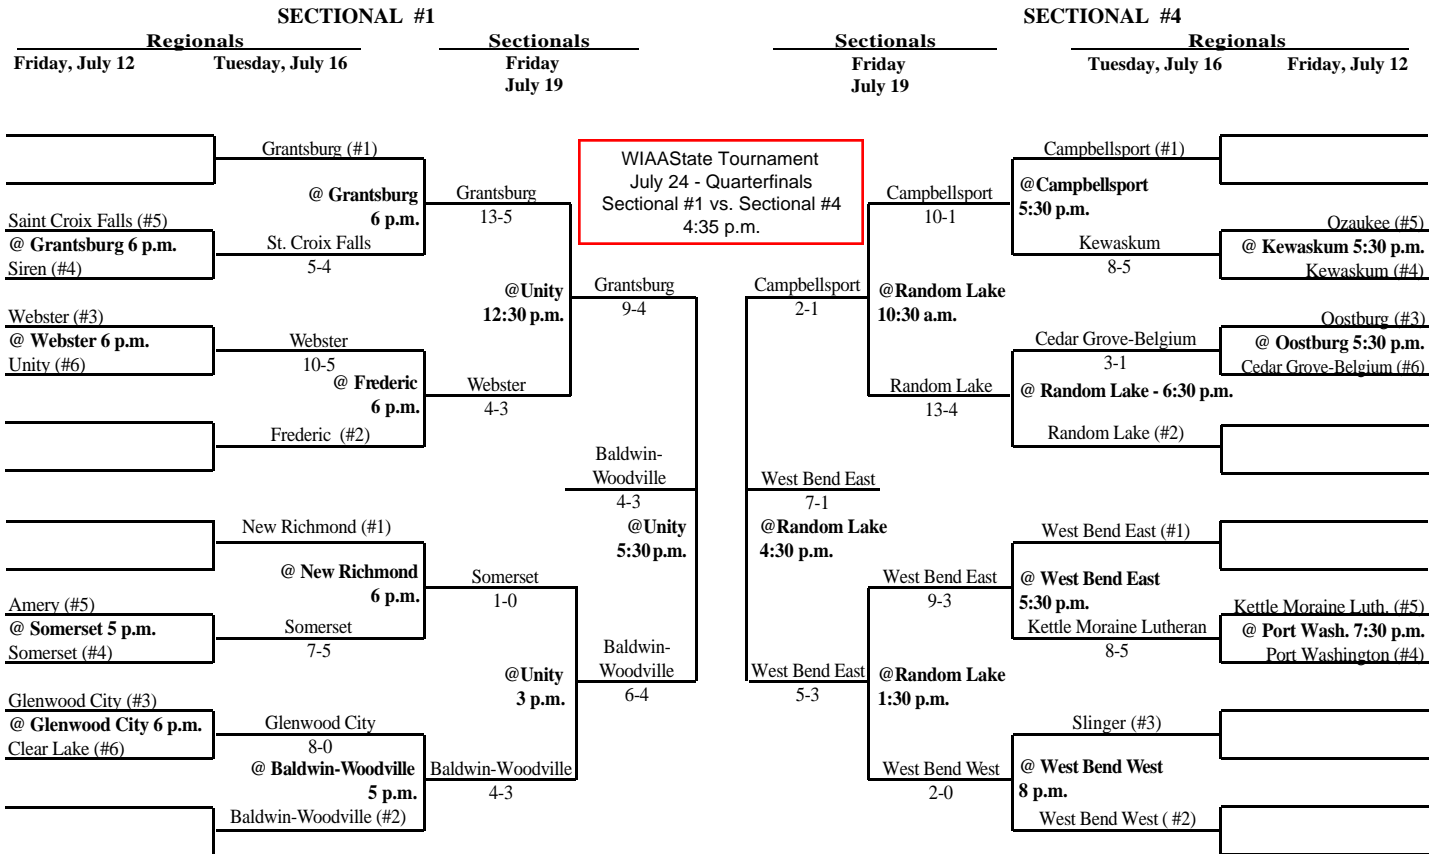 SECTIONAL #1
Regionals
Sectionals
Friday, July 12
Tuesday, July 16
Friday
July 19
Grantsburg (#1)
@ Grantsburg
6 p.m.
Grantsburg
13-5
Saint Croix Falls (#5)
@ Grantsburg 6 p.m.
Siren (#4)
St. Croix Falls
5-4
@Unity
12:30 p.m.
Grantsburg
9-4
Webster (#3)
@ Webster 6 p.m.
Unity (#6)
Webster
10-5
@ Frederic
6 p.m.
Webster
4-3
Frederic (#2)
Baldwin-
Woodville
4-3
@Unity
5:30 p.m.
New Richmond (#1)
@ New Richmond
6 p.m.
Somerset
1-0
Amery (#5)
@ Somerset 5 p.m.
Somerset (#4)
Somerset
7-5
@Unity
3 p.m.
Baldwin-
Woodville
6-4
Glenwood City (#3)
@ Glenwood City 6 p.m.
Clear Lake (#6)
Glenwood City
8-0
@ Baldwin-Woodville
5 p.m.
Baldwin-Woodville
4-3
Baldwin-Woodville (#2)
WIAAState Tournament
July 24 - Quarterfinals
Sectional #1 vs. Sectional #4
4:35 p.m.
SECTIONAL #4
Sectionals
Regionals
Friday
July 19
Tuesday, July 16
Friday, July 12
Campbellsport (#1)
Campbellsport
10-1
@Campbellsport
5:30 p.m.
Ozaukee (#5)
@ Kewaskum 5:30 p.m.
Kewaskum (#4)
Kewaskum
8-5
Campbellsport
2-1
@Random Lake
10:30 a.m.
Oostburg (#3)
@ Oostburg 5:30 p.m.
Cedar Grove-Belgium (#6)
Cedar Grove-Belgium
3-1
Random Lake
13-4
@ Random Lake - 6:30 p.m.
Random Lake (#2)
West Bend East
7-1
@Random Lake
4:30 p.m.
West Bend East (#1)
West Bend East
9-3
@ West Bend East
5:30 p.m.
Kettle Moraine Luth. (#5)
@ Port Wash. 7:30 p.m.
Port Washington (#4)
Kettle Moraine Lutheran
8-5
West Bend East
5-3
@Random Lake
1:30 p.m.
Slinger (#3)
West Bend West
2-0
@ West Bend West
8 p.m.
West Bend West ( #2)